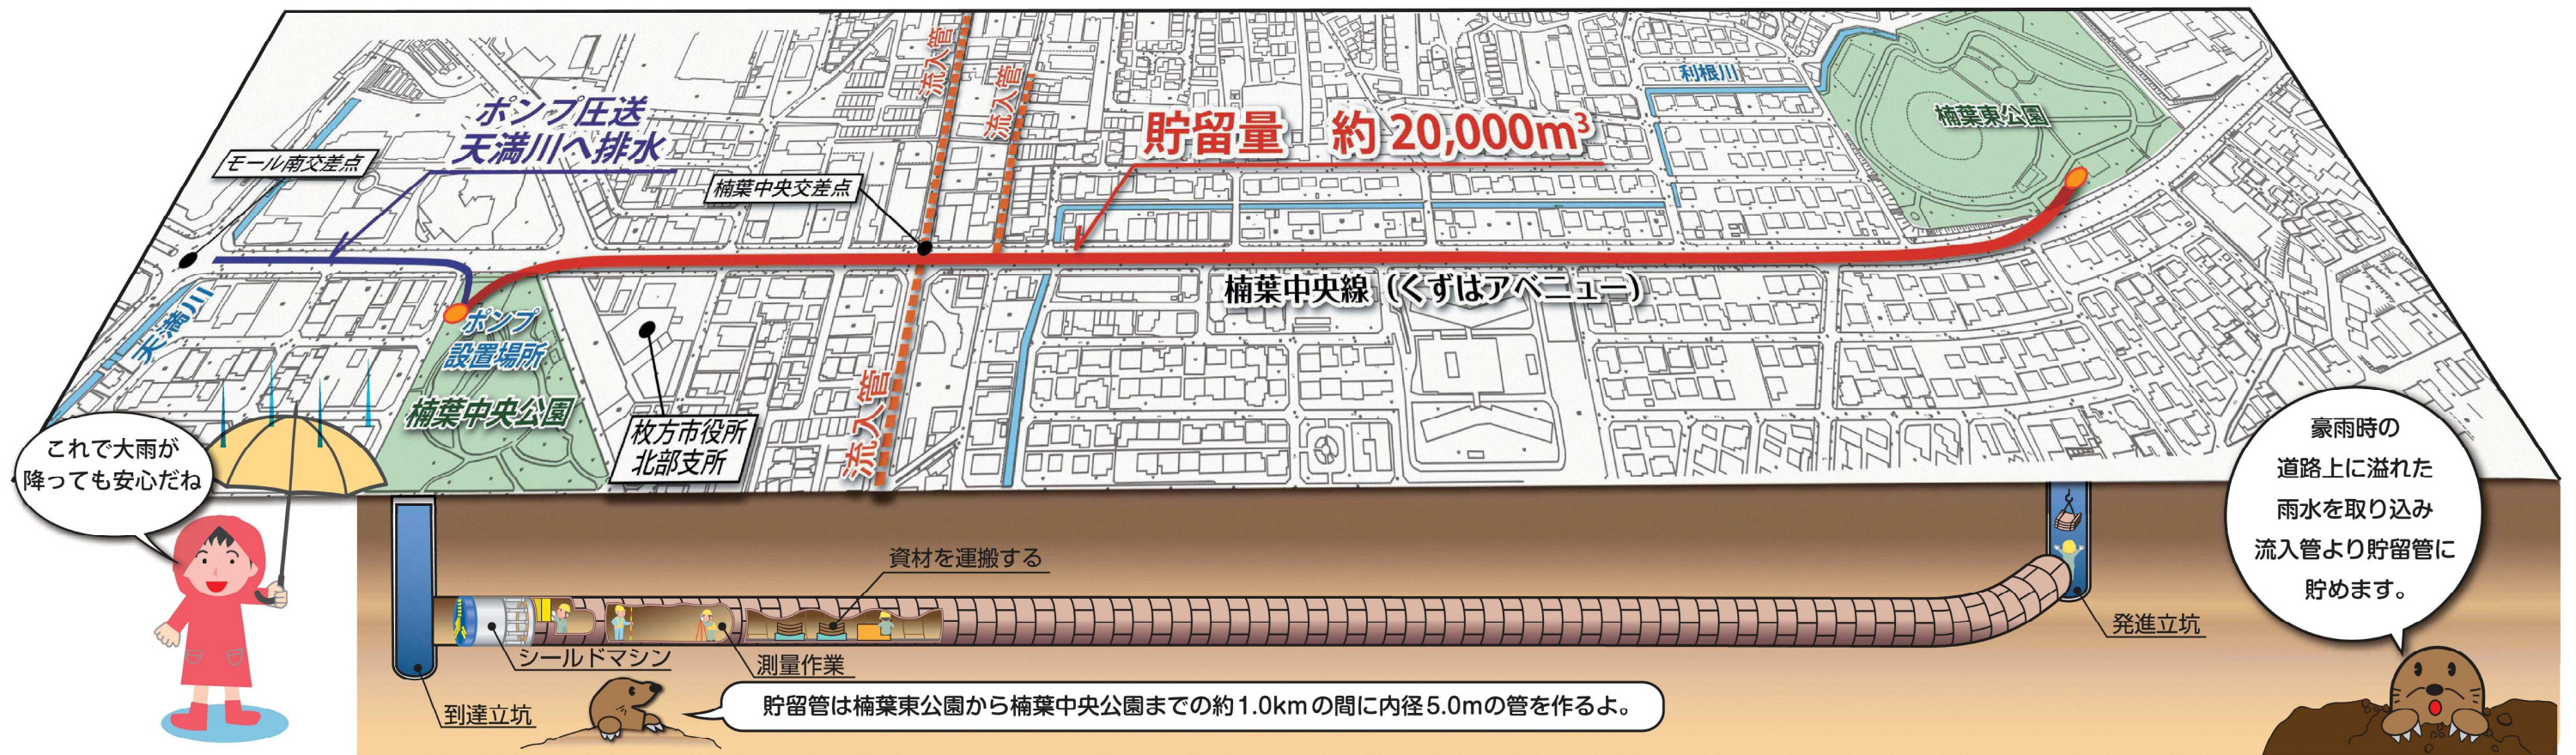 流入管
流入管
利根川
ポンプ圧送
天満川へ排水
貯留量　約 20,000m³
楠葉東公園
モール南交差点
楠葉中央交差点
楠葉中央線（くずはアベニュー）
天満川
ポンプ
設置場所
楠葉中央公園
流入管
枚方市役所
北部支所
これで大雨が
降っても安心だね
豪雨時の
道路上に溢れた
雨水を取り込み
流入管より貯留管に
貯めます。
資材を運搬する
発進立坑
シールドマシン
測量作業
到達立坑
貯留管は楠葉東公園から楠葉中央公園までの約1.0kmの間に内径5.0mの管を作るよ。